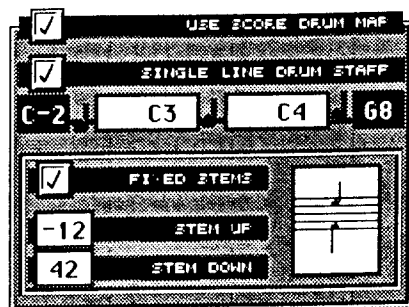 USE SCORE DRUM MAP
SINGLE LINE DRUM STAFF
C-2 C3 C4 G8
FIXED STEMS
-12 STEM UP
42 STEM DOWN